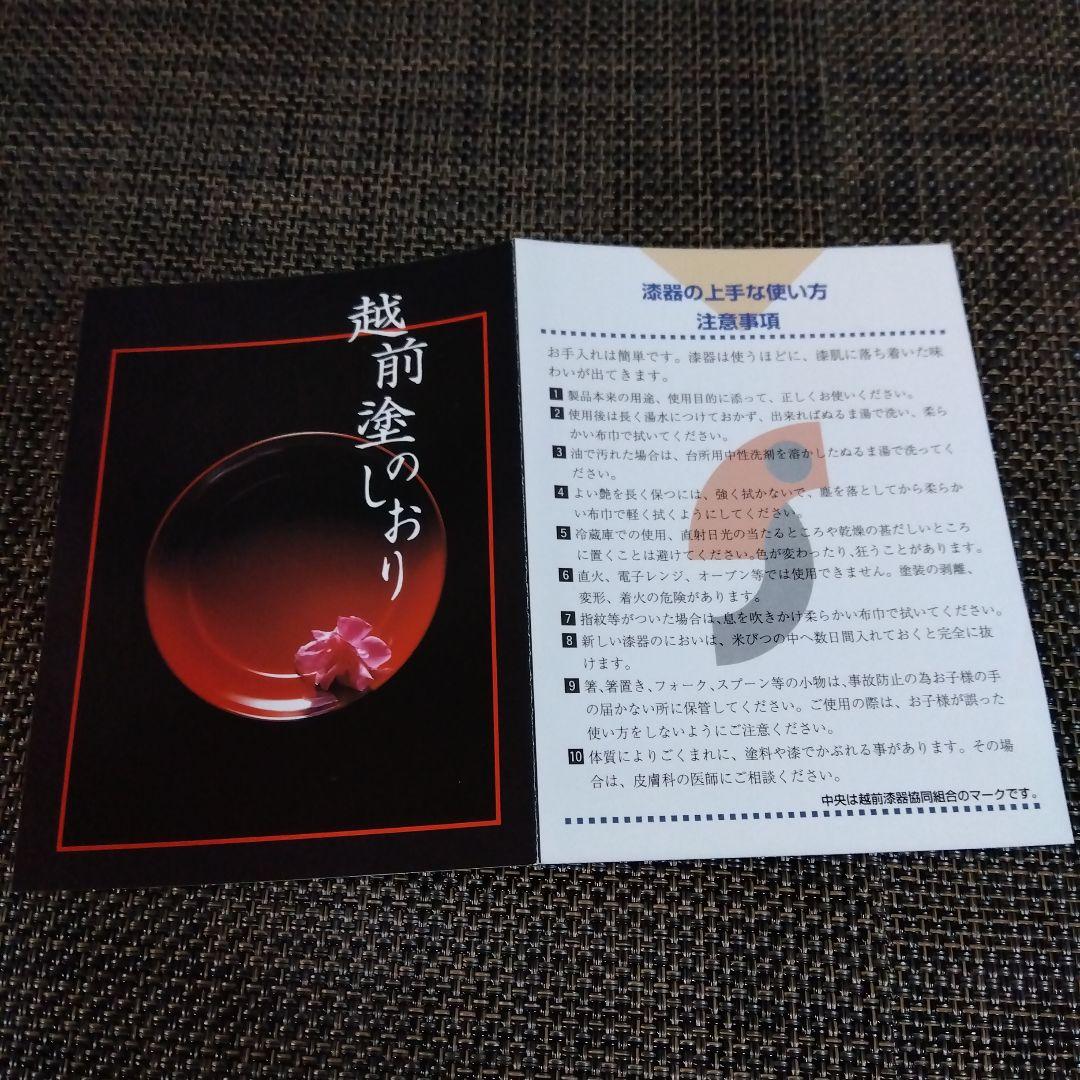 越前塗のしおり
漆器の上手な使い方
注意事項
お手入れは簡単です。漆器は使うほどに、漆肌に落ち着いた味
わいが出てきます。
1 製品本来の用途、使用目的に添って、正しくお使いください。
2 使用後は長く湯水につけておかず、出来ればぬるま湯で洗い、柔ら
かい布巾で拭いてください。
3 油で汚れた場合は、台所用中性洗剤を溶かしたぬるま湯で洗ってく
ださい。
4 よい艶を長く保つには、強く拭かないで、塵を落としてから柔らか
い布巾で軽く拭くようにしてください。
5 冷蔵庫での使用、直射日光の当たるところや乾燥の甚だしいところ
に置くことは避けてください。色が変わったり、狂うことがあります。
6 直火、電子レンジ、オーブン等では使用できません。塗装の剥離、
変形、着火の危険があります。
7 指紋等がついた場合は、息を吹きかけ柔らかい布巾で拭いてください。
8 新しい漆器のにおいは、米びつの中へ数日間入れておくと完全に抜
けます。
9 箸、箸置き、フォーク、スプーン等の小物は、事故防止の為お子様の手
の届かない所に保管してください。ご使用の際は、お子様が誤った
使い方をしないようにご注意ください。
10 体質によりごくまれに、塗料や漆でかぶれる事があります。その場
合は、皮膚科の医師にご相談ください。
中央は越前漆器協同組合のマークです。